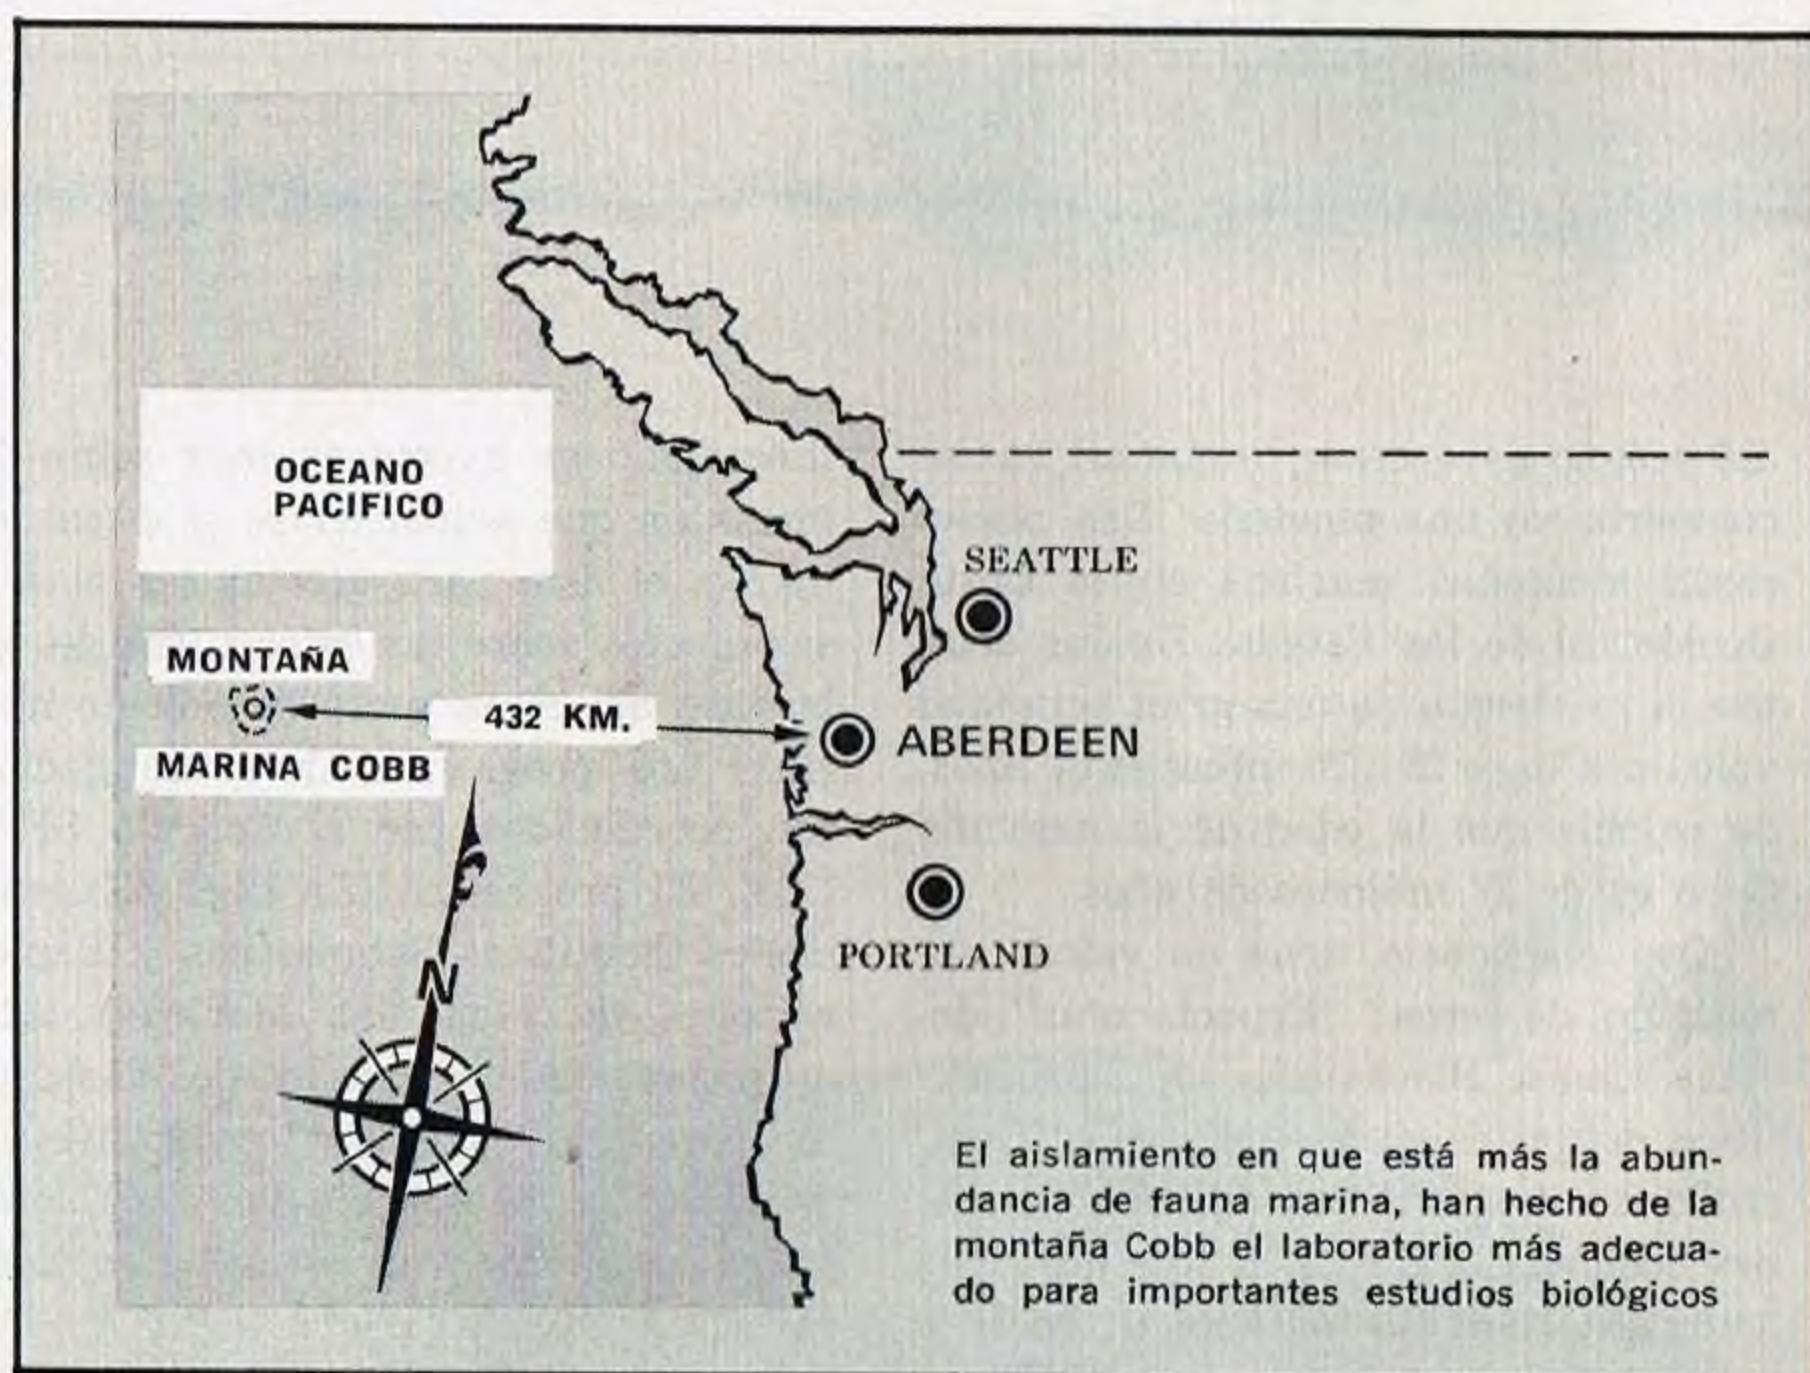 OCEANO
PACIFICO
SEATTLE
MONTAÑA
432 KM.
MARINA COBB
ABERDEEN
PORTLAND
N
El aislamiento en que está más la abun-
dancia de fauna marina, han hecho de la
montaña Cobb el laboratorio más adecua-
do para importantes estudios biológicos